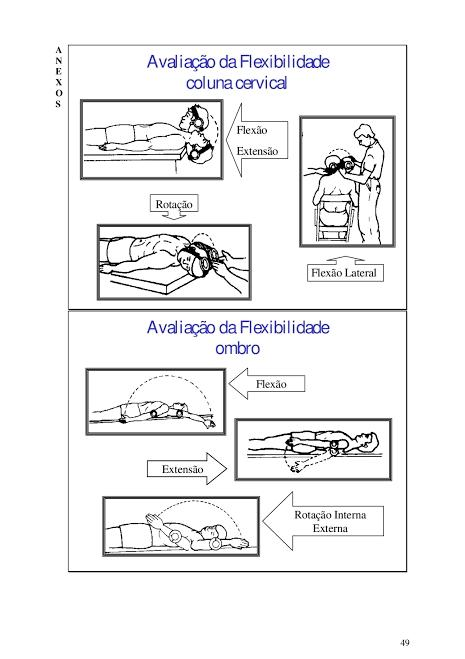 A
N
E
X
O
S
Avaliação da Flexibilidade
coluna cervical
Flexão
Extensão
Rotação
Flexão Lateral
Avaliação da Flexibilidade
ombro
Flexão
Extensão
Rotação Interna
Externa
49